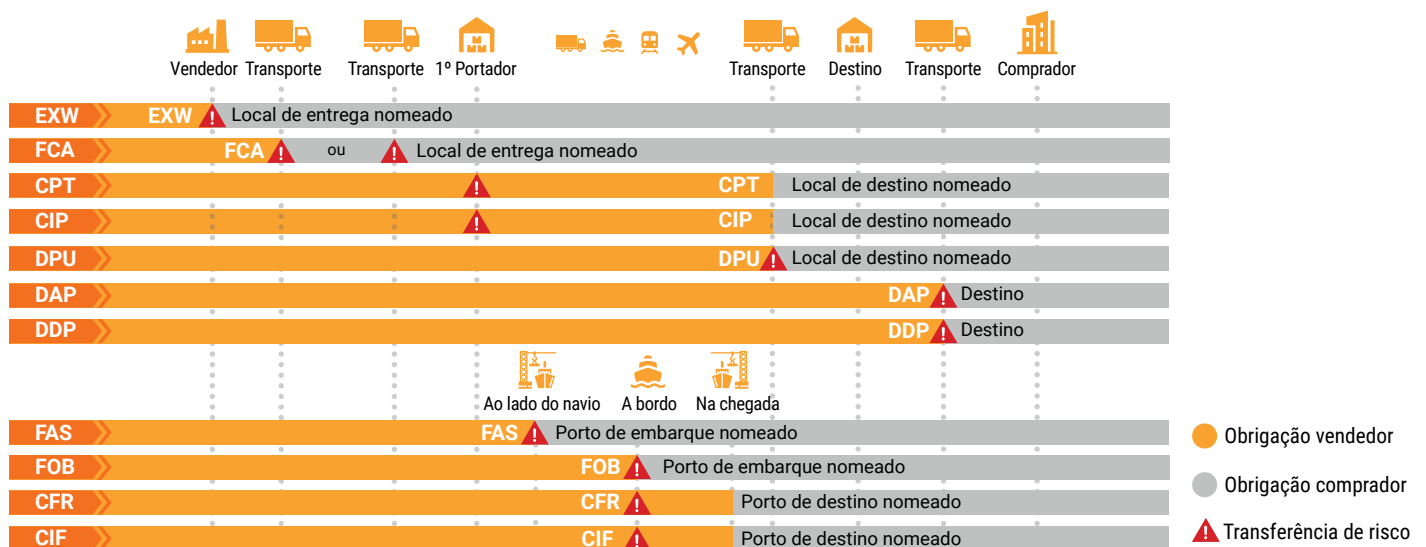 Vendedor Transporte Transporte 1º Portador Transporte Destino Transporte Comprador
EXW EXW ! Local de entrega nomeado
FCA FCA ! ou ! Local de entrega nomeado
CPT ! CPT Local de destino nomeado
CIP ! CIP Local de destino nomeado
DPU DPU ! Local de destino nomeado
DAP DAP ! Destino
DDP DDP ! Destino
Ao lado do navio A bordo Na chegada
FAS FAS ! Porto de embarque nomeado
FOB FOB ! Porto de embarque nomeado
CFR CFR ! Porto de destino nomeado
CIF CIF ! Porto de destino nomeado
Obrigação vendedor
Obrigação comprador
! Transferência de risco